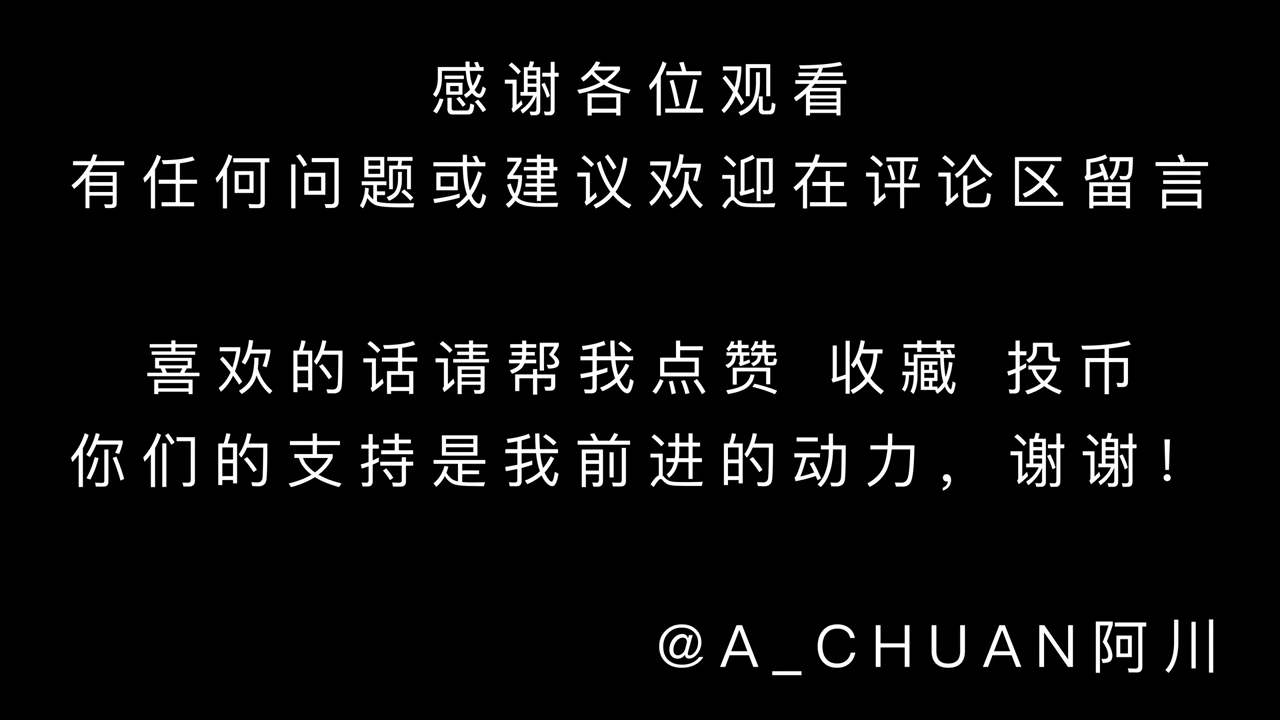 感谢各位观看
有任何问题或建议欢迎在评论区留言
喜欢的话请帮我点赞 收藏 投币
你们的支持是我前进的动力，谢谢！
@A_CHUAN阿川